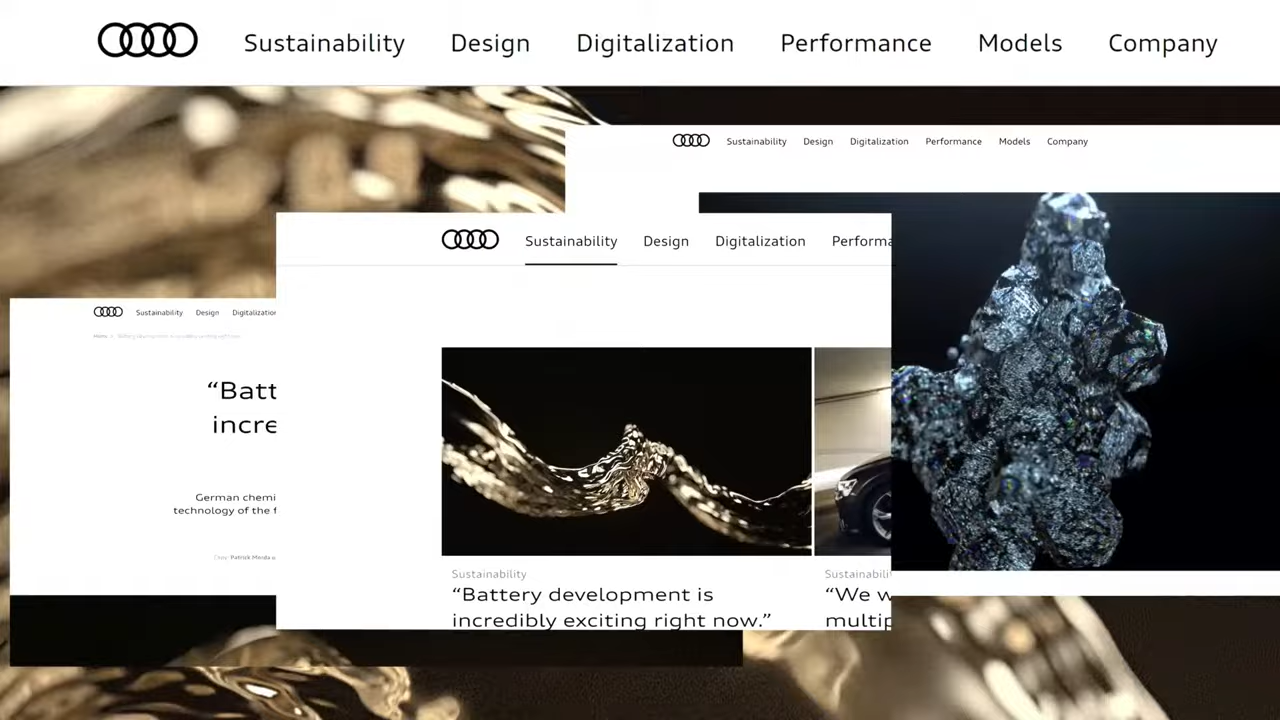 Sustainability Design Digitalization Performance Models Company
Sustainability Design Digitalization Performance Models Company
Sustainability Design Digitalization Performa
Sustainability
“Battery development is
incredibly exciting right now.”
Sustainabili
“We w
multip
Sustainability Design Digitalization
Home
“Batt
incre
German chemi
technology of the f